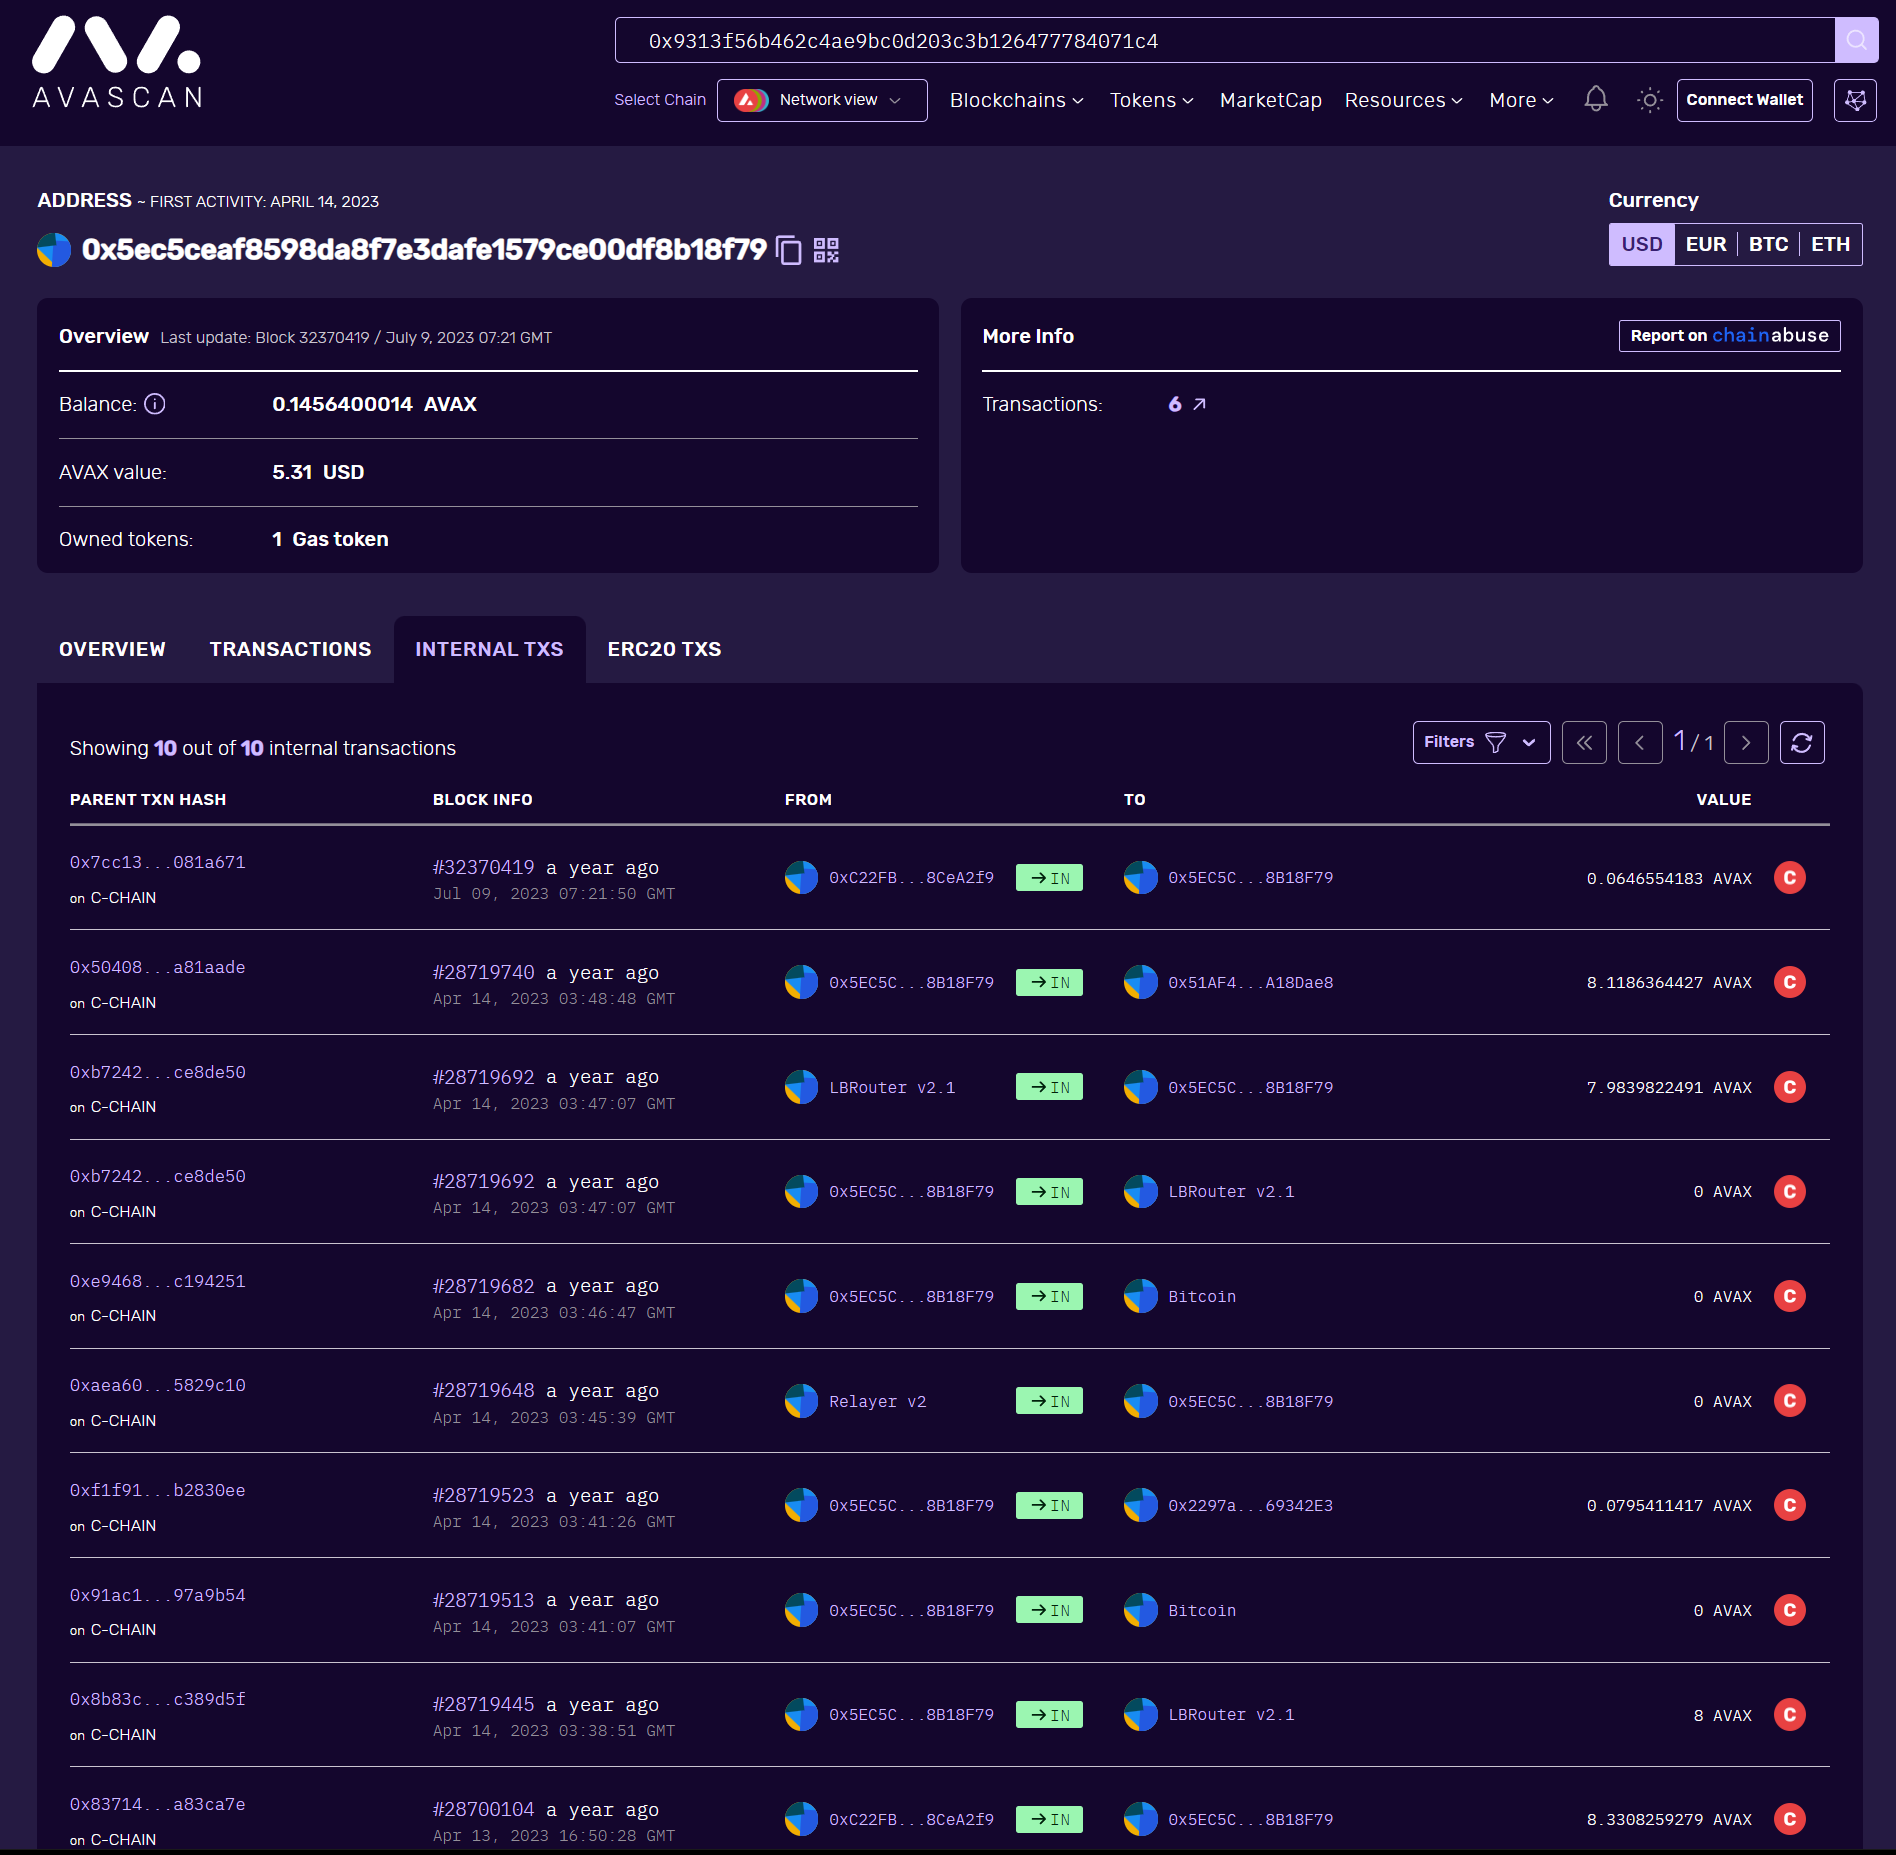 0x9313f56b462c4ae9bc0d203c3b126477784071c4
AVASCAN
Select Chain Network view Blockchains Tokens MarketCap Resources More Connect Wallet
ADDRESS ~ FIRST ACTIVITY: APRIL 14, 2023
0x5ec5ceaf8598da8f7e3dafe1579ce00df8b18f79
Currency
USD EUR BTC ETH
Overview Last update: Block 32370419 / July 9, 2023 07:21 GMT
Balance: 0.1456400014 AVAX
AVAX value: 5.31 USD
Owned tokens: 1 Gas token
More Info Report on chainabuse
Transactions: 6
OVERVIEW TRANSACTIONS INTERNAL TXS ERC20 TXS
Showing 10 out of 10 internal transactions Filters 1 / 1
PARENT TXN HASH BLOCK INFO FROM TO VALUE
0x7cc13...081a671 #32370419 a year ago 0xC22FB...8CeA2f9 IN 0x5EC5C...8B18F79 0.0646554183 AVAX C
on C-CHAIN Jul 09, 2023 07:21:50 GMT
0x50408...a81aade #28719740 a year ago 0x5EC5C...8B18F79 IN 0x51AF4...A18Dae8 8.1186364427 AVAX C
on C-CHAIN Apr 14, 2023 03:48:48 GMT
0xb7242...ce8de50 #28719692 a year ago LBRouter v2.1 IN 0x5EC5C...8B18F79 7.9839822491 AVAX C
on C-CHAIN Apr 14, 2023 03:47:07 GMT
0xb7242...ce8de50 #28719692 a year ago 0x5EC5C...8B18F79 IN LBRouter v2.1 0 AVAX C
on C-CHAIN Apr 14, 2023 03:47:07 GMT
0xe9468...c194251 #28719682 a year ago 0x5EC5C...8B18F79 IN Bitcoin 0 AVAX C
on C-CHAIN Apr 14, 2023 03:46:47 GMT
0xaea60...5829c10 #28719648 a year ago Relayer v2 IN 0x5EC5C...8B18F79 0 AVAX C
on C-CHAIN Apr 14, 2023 03:45:39 GMT
0xf1f91...b2830ee #28719523 a year ago 0x5EC5C...8B18F79 IN 0x2297a...69342E3 0.0795411417 AVAX C
on C-CHAIN Apr 14, 2023 03:41:26 GMT
0x91ac1...97a9b54 #28719513 a year ago 0x5EC5C...8B18F79 IN Bitcoin 0 AVAX C
on C-CHAIN Apr 14, 2023 03:41:07 GMT
0x8b83c...c389d5f #28719445 a year ago 0x5EC5C...8B18F79 IN LBRouter v2.1 8 AVAX C
on C-CHAIN Apr 14, 2023 03:38:51 GMT
0x83714...a83ca7e #28700104 a year ago 0xC22FB...8CeA2f9 IN 0x5EC5C...8B18F79 8.3308259279 AVAX C
on C-CHAIN Apr 13, 2023 16:50:28 GMT